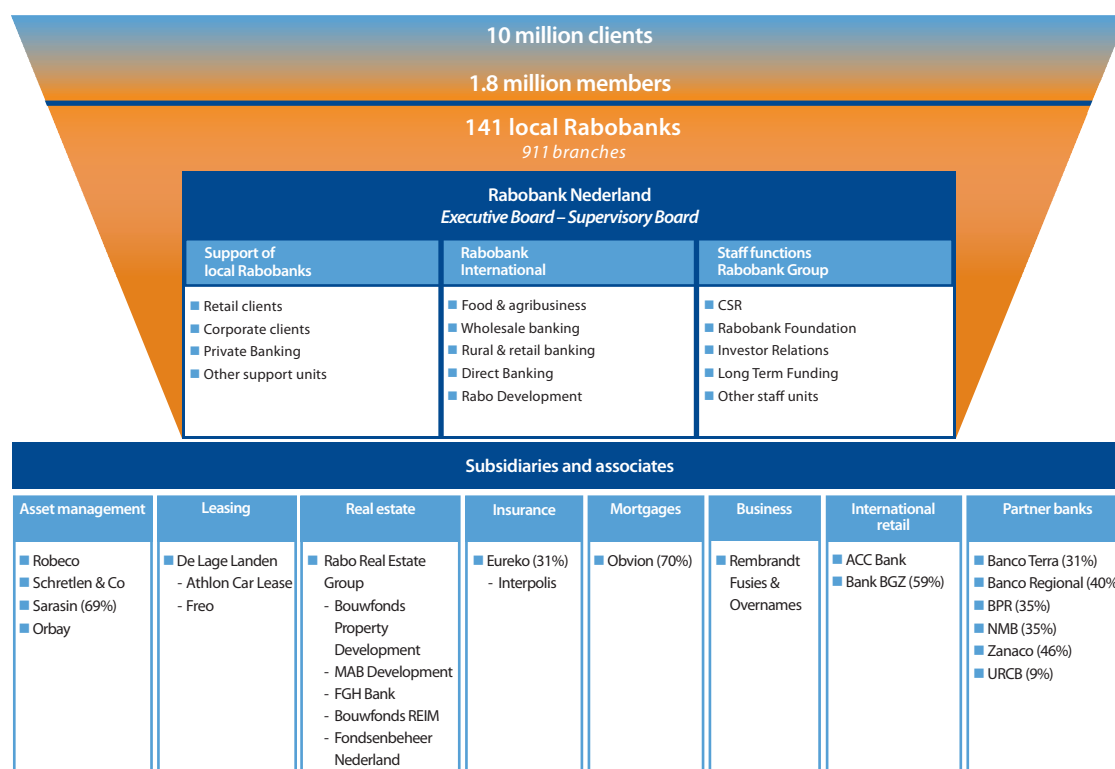 10 million clients
1.8 million members
141 local Rabobanks
911 branches
Rabobank Nederland
Executive Board – Supervisory Board
Support of
local Rabobanks
Retail clients
Corporate clients
Private Banking
Other support units
Rabobank
International
Food & agribusiness
Wholesale banking
Rural & retail banking
Direct Banking
Rabo Development
Staff functions
Rabobank Group
CSR
Rabobank Foundation
Investor Relations
Long Term Funding
Other staff units
Subsidiaries and associates
Asset management
Robeco
Schretlen & Co
Sarasin (69%)
Orbay
Leasing
De Lage Landen
- Athlon Car Lease
- Freo
Real estate
Rabo Real Estate
Group
- Bouwfonds
Property
Development
- MAB Development
- FGH Bank
- Bouwfonds REIM
- Fondsenbeheer
Nederland
Insurance
Eureko (31%)
- Interpolis
Mortgages
Obvion (70%)
Business
Rembrandt
Fusies &
Overnames
International
retail
ACC Bank
Bank BGZ (59%)
Partner banks
Banco Terra (31%)
Banco Regional (40%
BPR (35%)
NMB (35%)
Zanaco (46%)
URCB (9%)